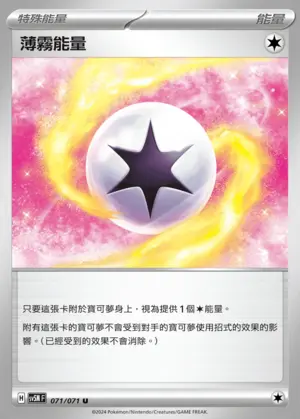 特殊能量 能量
薄霧能量
只要這張卡附於寶可夢身上,視為提供1個能量。
附有這張卡的寶可夢不會受到對手的寶可夢使用招式的效果的影
響。(已經受到的效果不會消除。)
H SV5M F 071/071 U
©2024 Pokémon/Nintendo/Creatures/GAME FREAK.